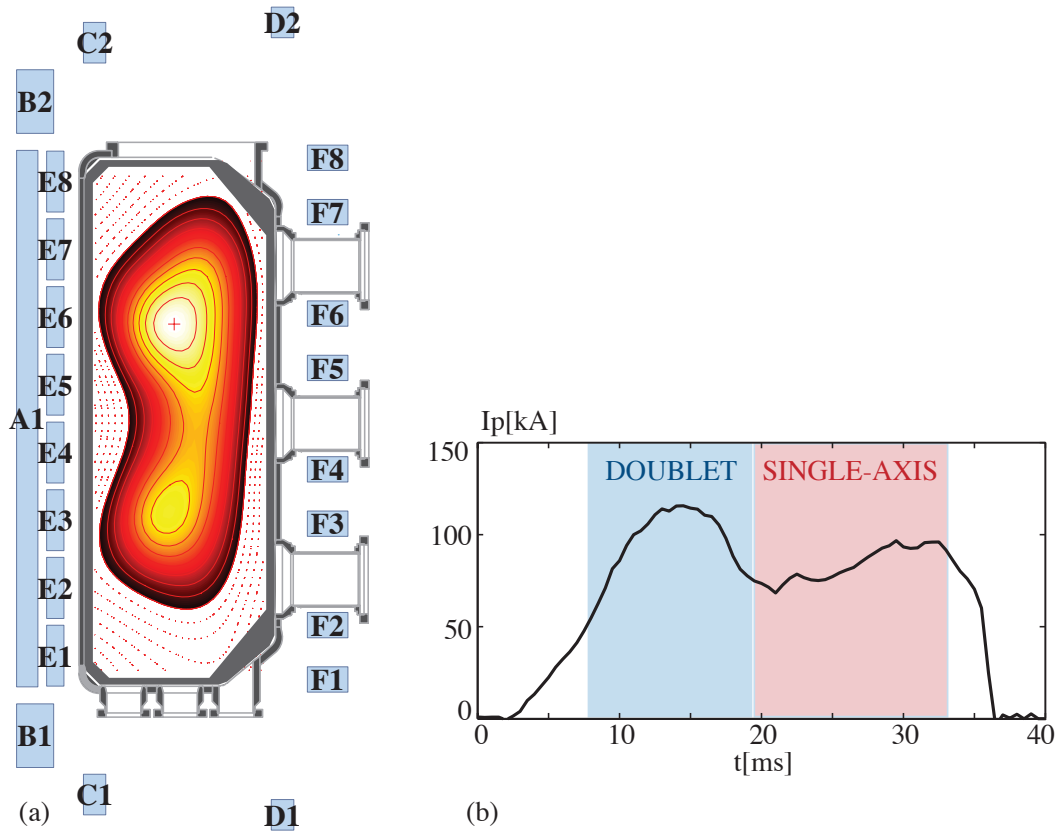 D2
C2
B2
F8
E8
F7
E7
E6
F6
F5
E5
A1
E4
F4
E3
F3
E2
F2
E1
F1
B1
C1
D1
(a)
Ip[kA]
150
100
50
0
DOUBLET
SINGLE-AXIS
0 10 20 30 40
t[ms]
(b)